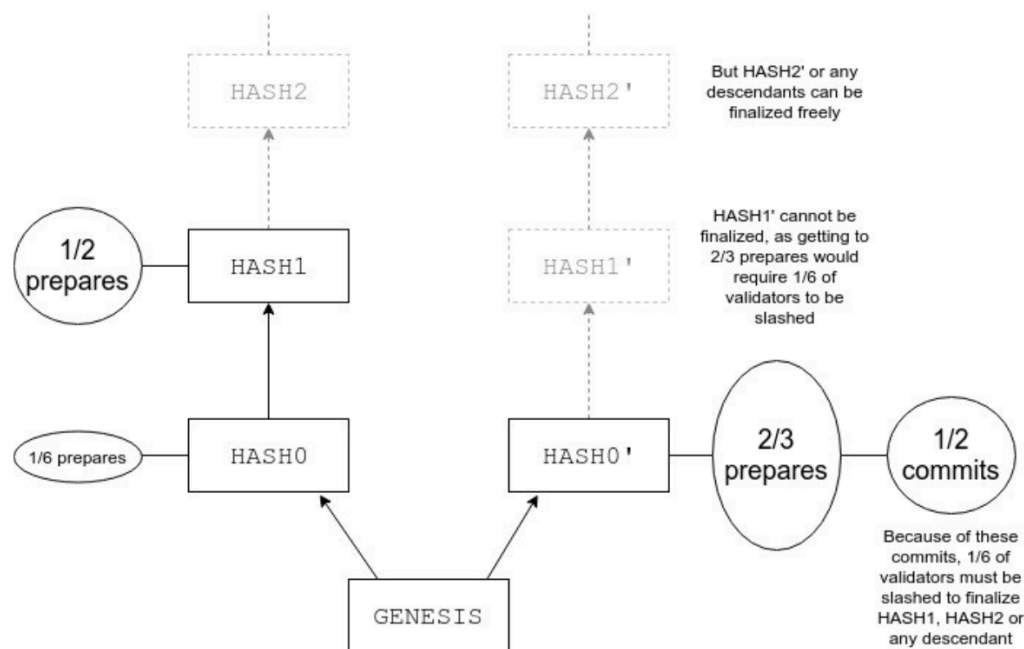 HASH2
HASH2'
But HASH2' or any
descendants can be
finalized freely
1/2
prepares
HASH1
HASH1'
HASH1' cannot be
finalized, as getting to
2/3 prepares would
require 1/6 of
validators to be
slashed
1/6 prepares
HASH0
HASH0'
2/3
prepares
1/2
commits
Because of these
commits, 1/6 of
validators must be
slashed to finalize
HASH1, HASH2 or
any descendant
GENESIS